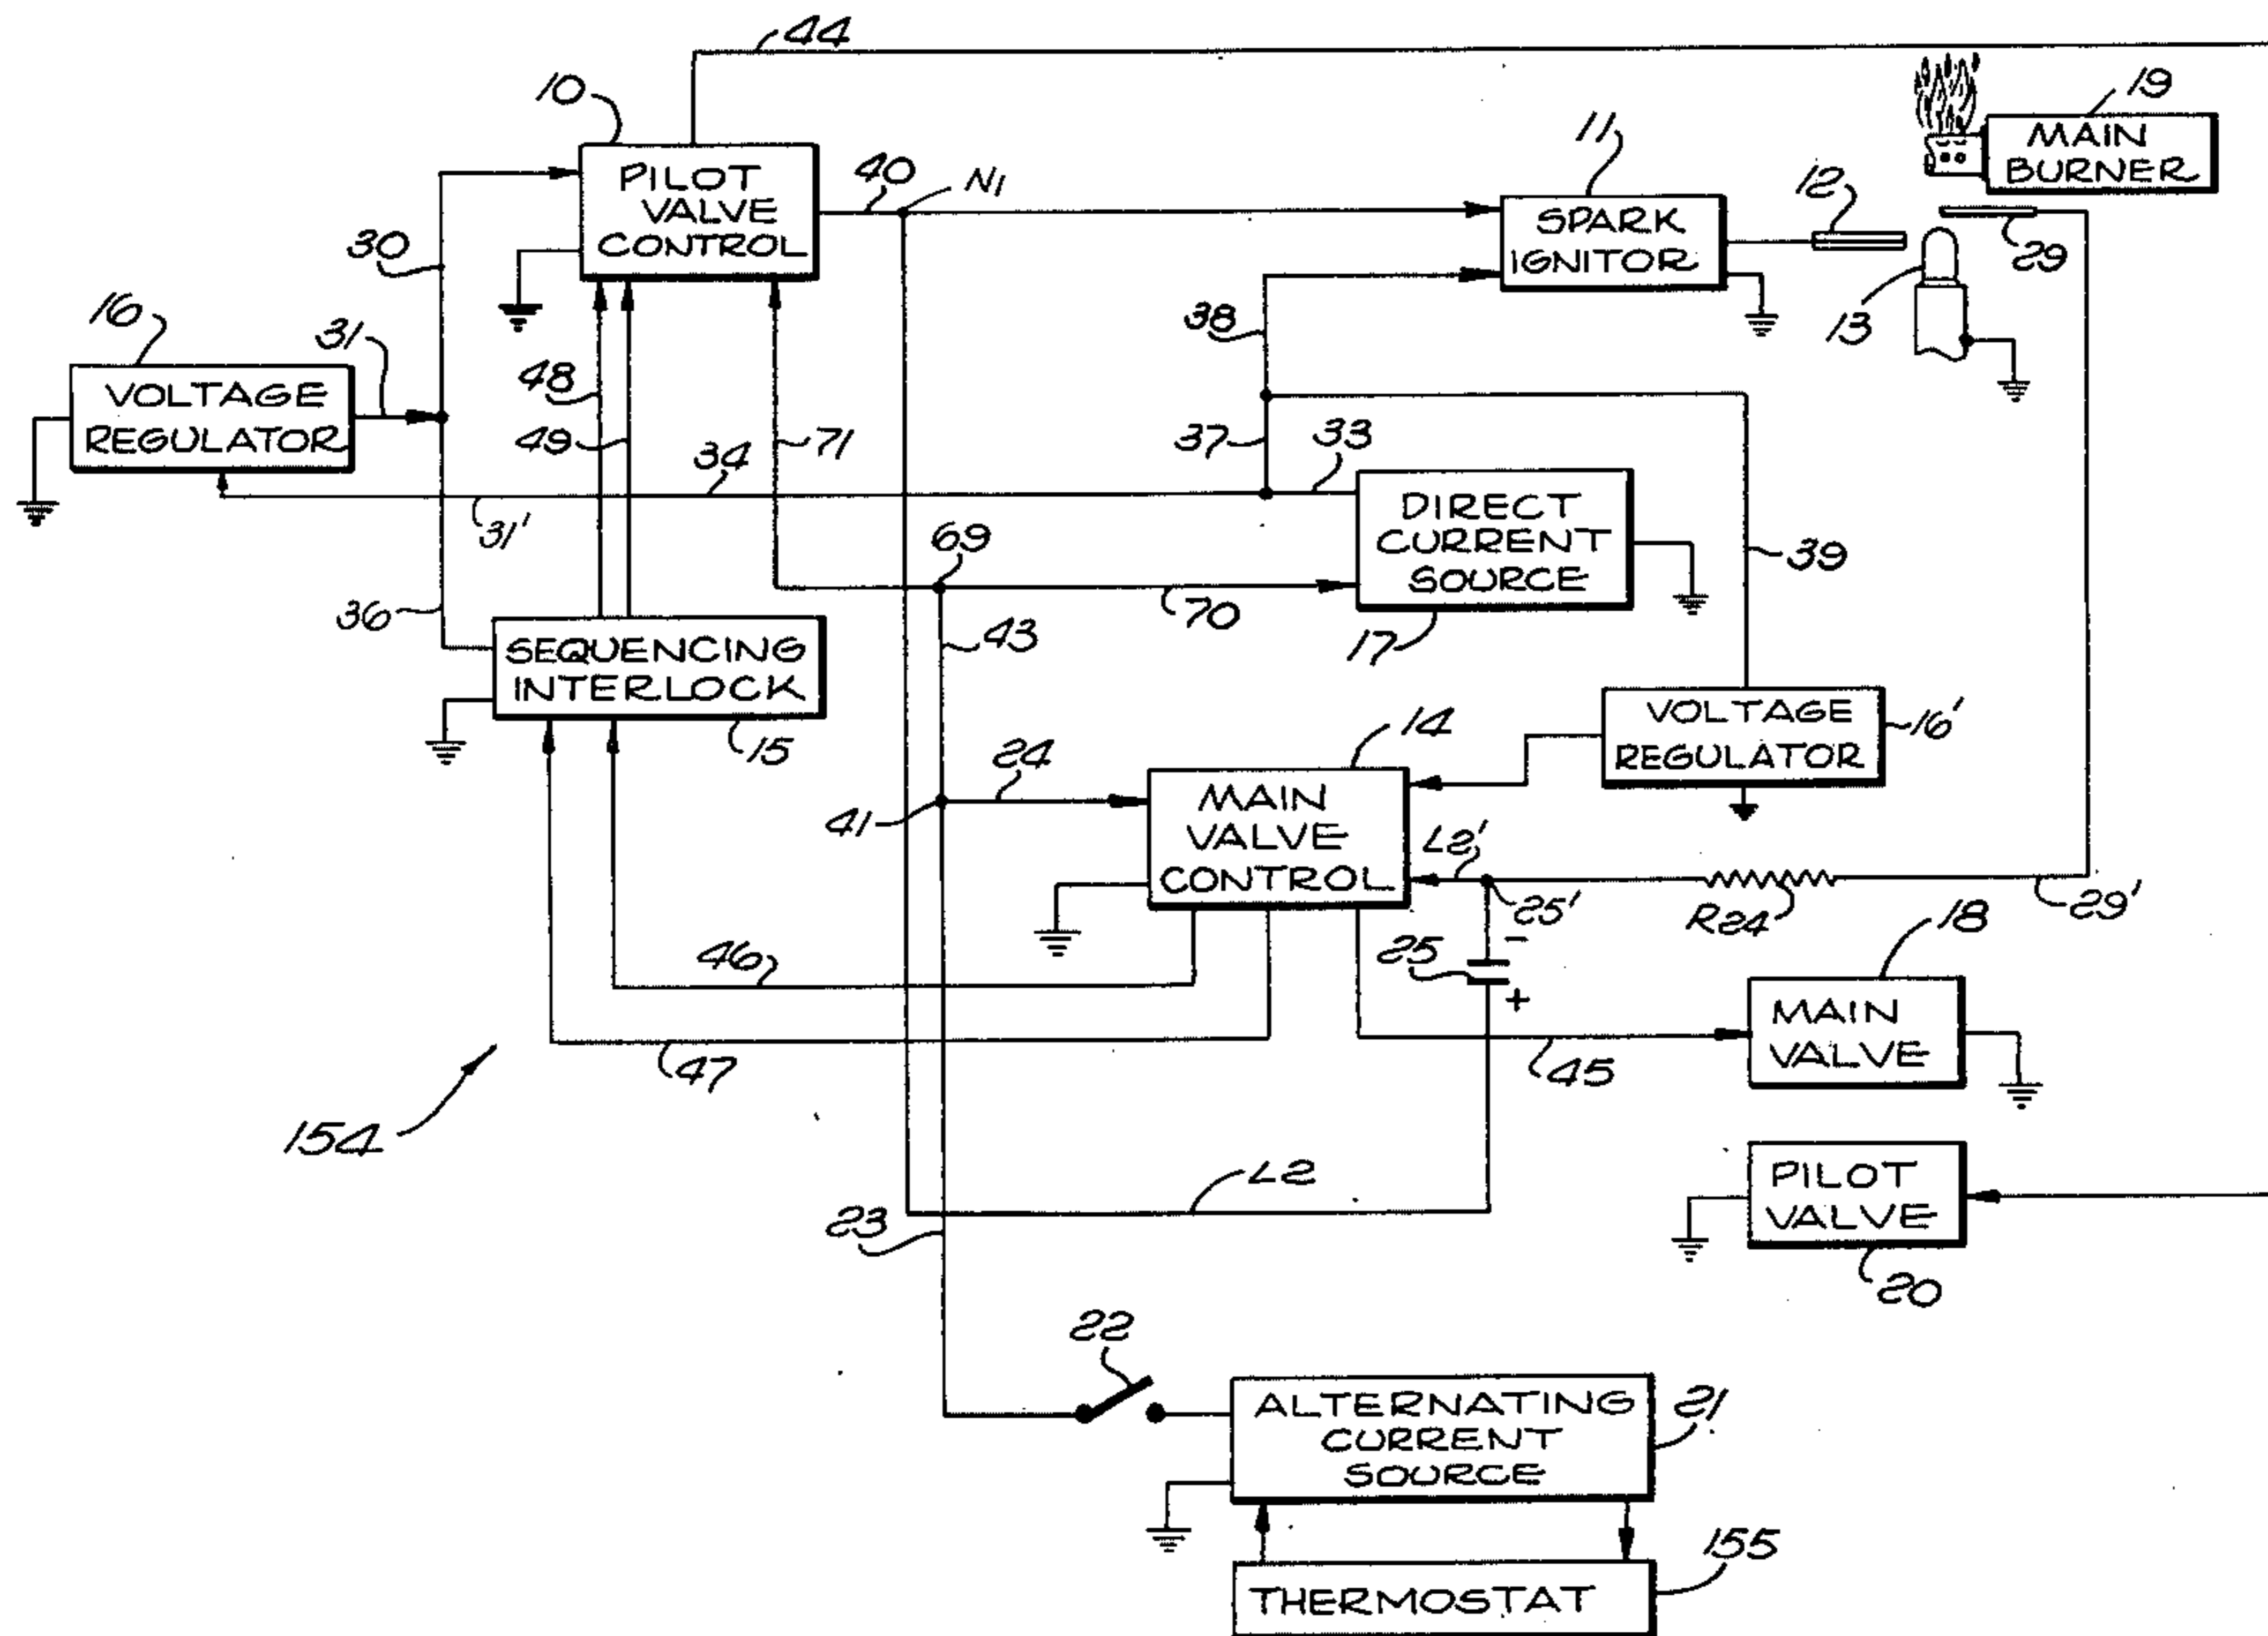 44
10
PILOT
VALVE
CONTROL
40
N1
11
SPARK
IGNITOR
12
19
MAIN
BURNER
29
13
30
16
31
VOLTAGE
REGULATOR
48
49
71
34
31'
38
37
33
DIRECT
CURRENT
SOURCE
17
39
69
70
43
36
SEQUENCING
INTERLOCK
15
VOLTAGE
REGULATOR
16'
14
24
41
MAIN
VALVE
CONTROL
L2'
25'
R24
29'
25
-
+
46
47
45
18
MAIN
VALVE
154
L2
23
PILOT
VALVE
20
22
ALTERNATING
CURRENT
SOURCE
21
155
THERMOSTAT